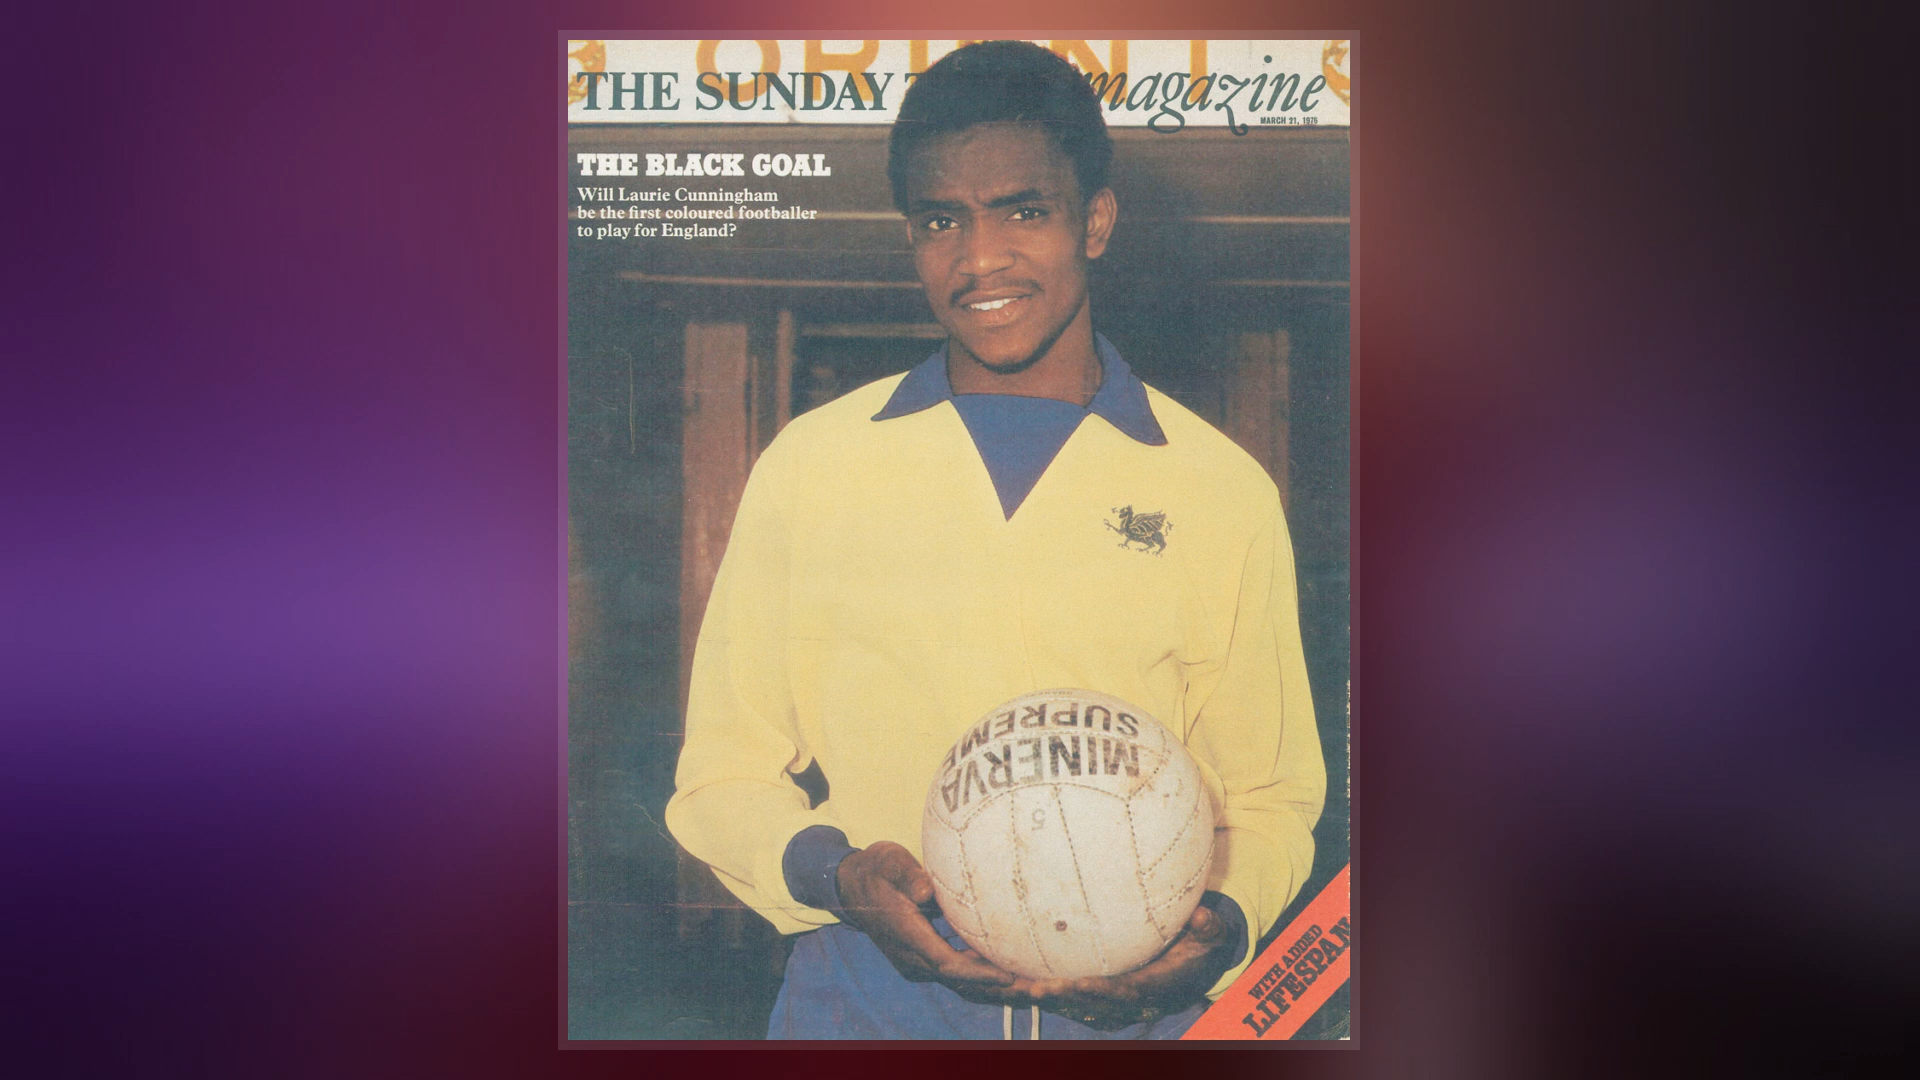 ORIENT
THE SUNDAY T magazine
MARCH 21, 1976
THE BLACK GOAL
Will Laurie Cunningham
be the first coloured footballer
to play for England?
SUPREME
MINERVA
5
WITH ADDED
LIFESPAN